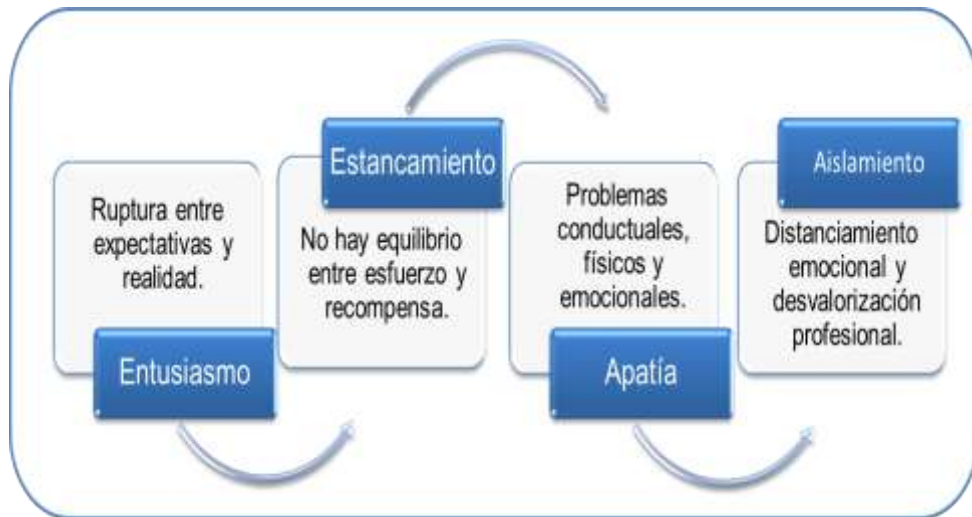 Ruptura entre
expectativas y
realidad.
Entusiasmo
Estancamiento
No hay equilibrio
entre esfuerzo y
recompensa.
Problemas
conductuales,
físicos y
emocionales.
Apatía
Aislamiento
Distanciamiento
emocional y
desvalorización
profesional.